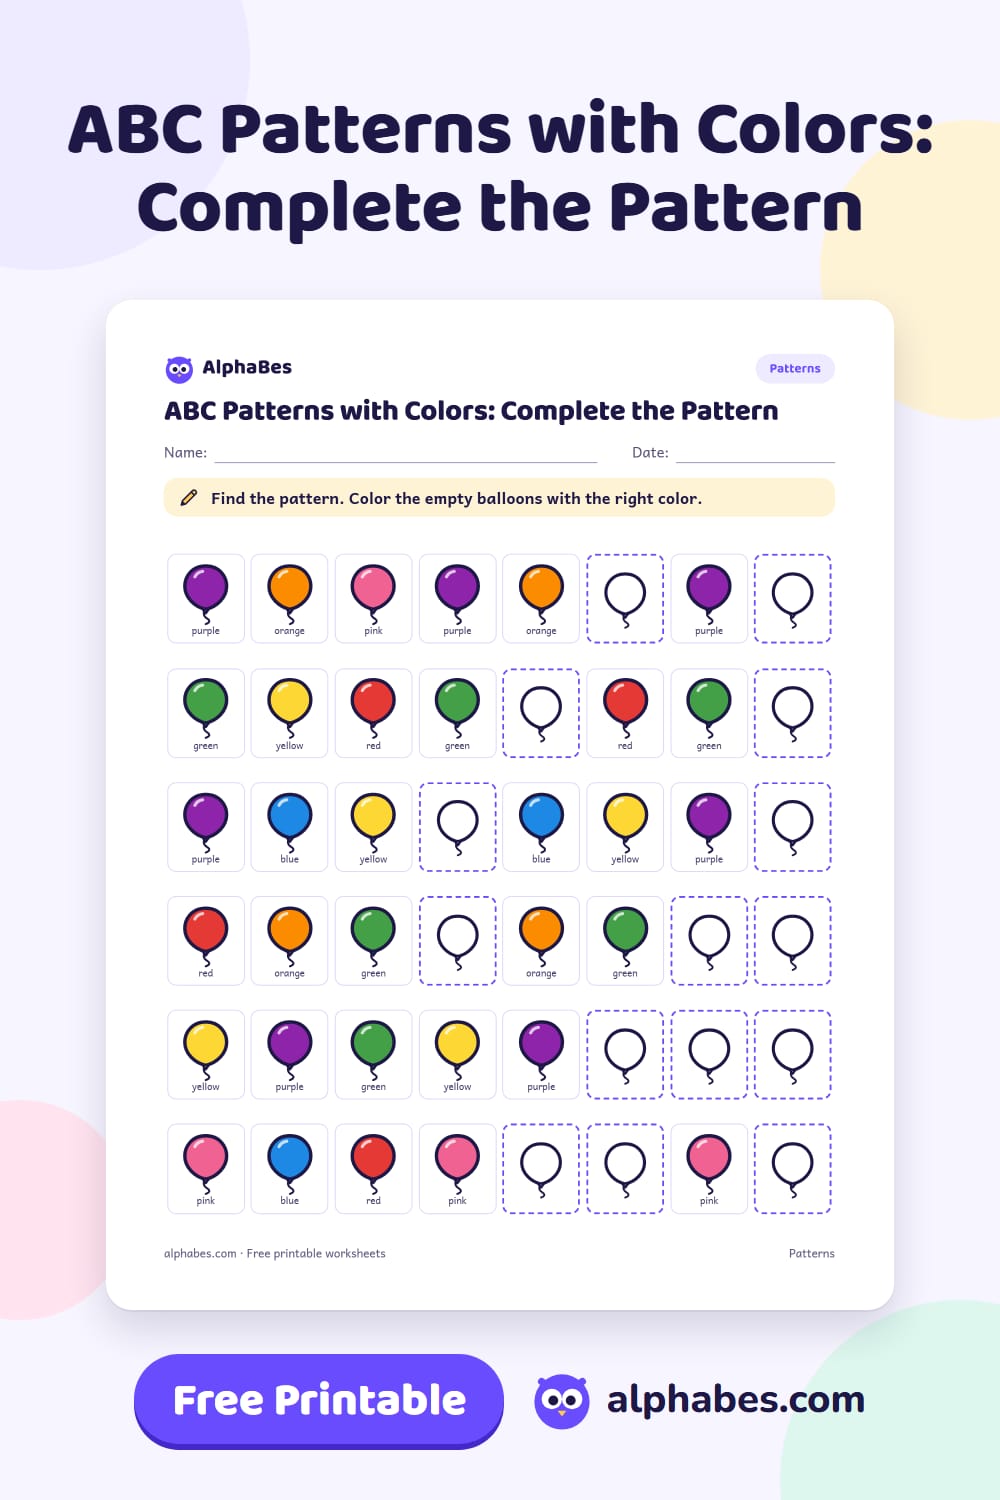 ABC Patterns with Colors:
Complete the Pattern
AlphaBes
Patterns
ABC Patterns with Colors: Complete the Pattern
Name:
Date:
Find the pattern. Color the empty balloons with the right color.
purple orange pink purple orange purple
green yellow red green red green
purple blue yellow blue yellow purple
red orange green orange green
yellow purple green yellow purple
pink blue red pink pink
alphabes.com · Free printable worksheets
Patterns
Free Printable
alphabes.com